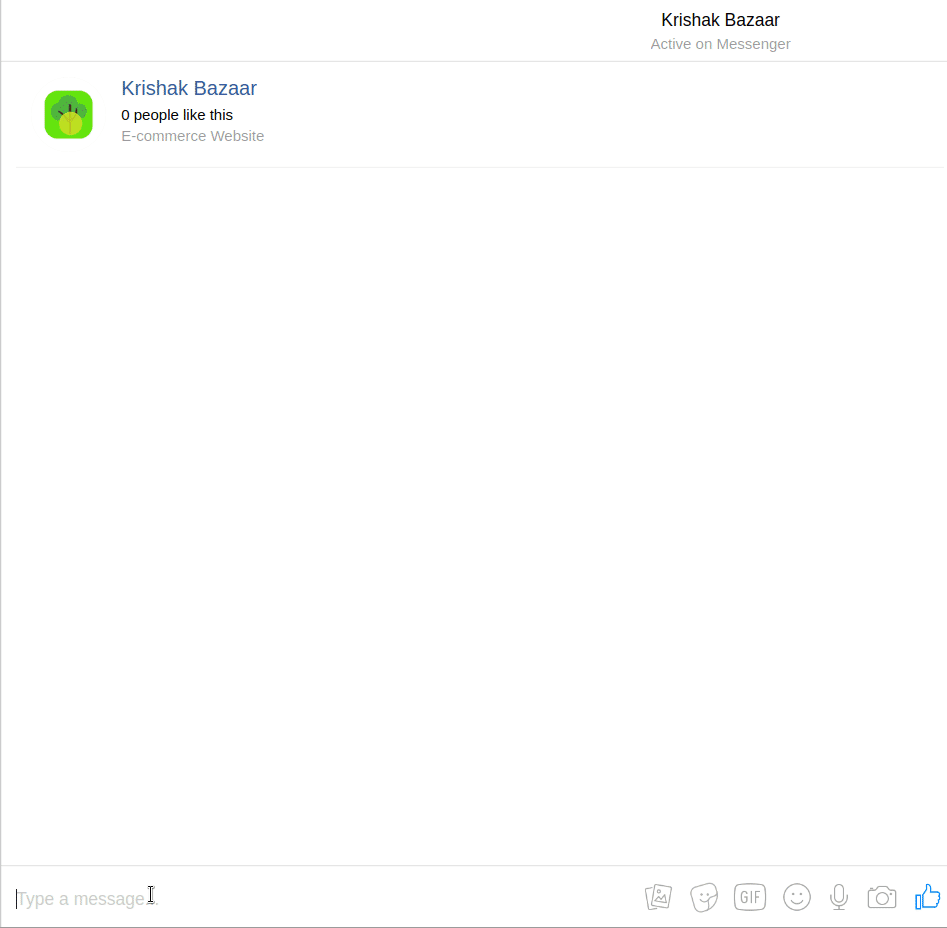 Krishak Bazaar
Active on Messenger
Krishak Bazaar
0 people like this
E-commerce Website
Type a message...
GIF